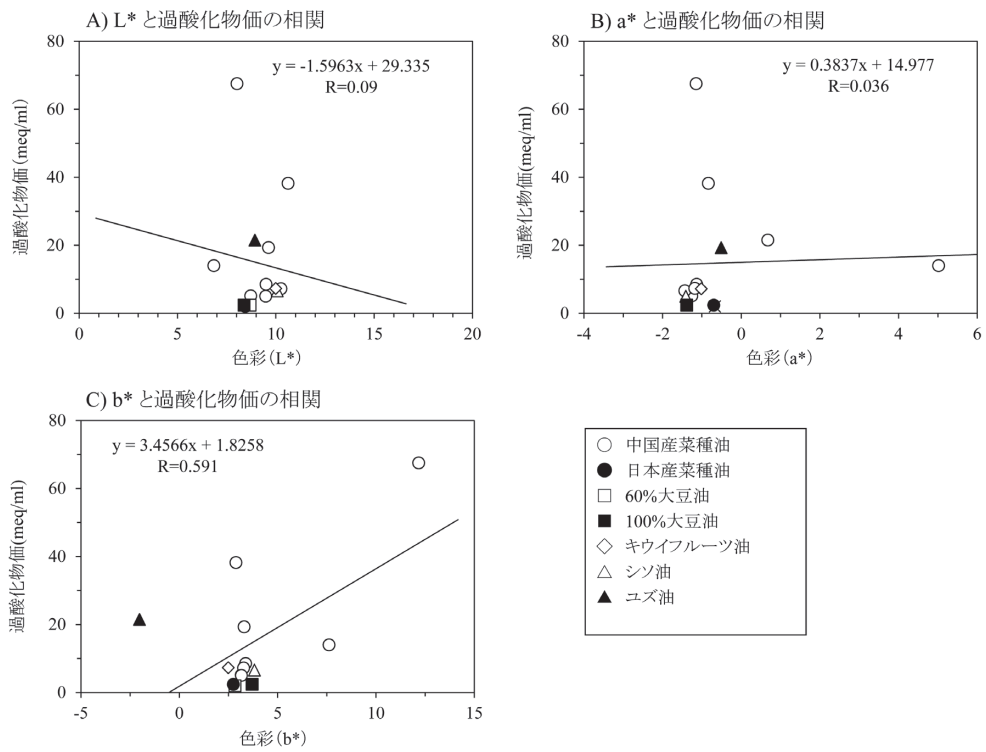 A) L* と過酸化物価の相関
y = -1.5963x + 29.335
R=0.09
過酸化物価(meq/ml)
80
60
40
20
0
0
5
10
15
20
色彩(L*)
B) a* と過酸化物価の相関
y = 0.3837x + 14.977
R=0.036
過酸化物価(meq/ml)
80
60
40
20
0
-4
-2
0
2
4
6
色彩(a*)
C) b* と過酸化物価の相関
y = 3.4566x + 1.8258
R=0.591
過酸化物価(meq/ml)
80
60
40
20
0
-5
0
5
10
15
色彩(b*)
中国産菜種油
日本産菜種油
60%大豆油
100%大豆油
キウイフルーツ油
シソ油
ユズ油